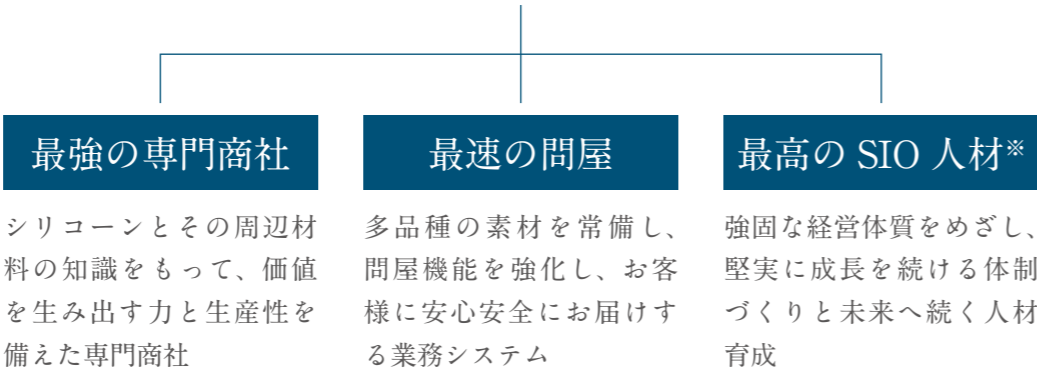 最強の専門商社
シリコーンとその周辺材
料の知識をもって、価値
を生み出す力と生産性を
備えた専門商社
最速の問屋
多品種の素材を常備し、
問屋機能を強化し、お客
様に安心安全にお届けす
る業務システム
最高の SIO 人材※
強固な経営体質をめざし、
堅実に成長を続ける体制
づくりと未来へ続く人材
育成